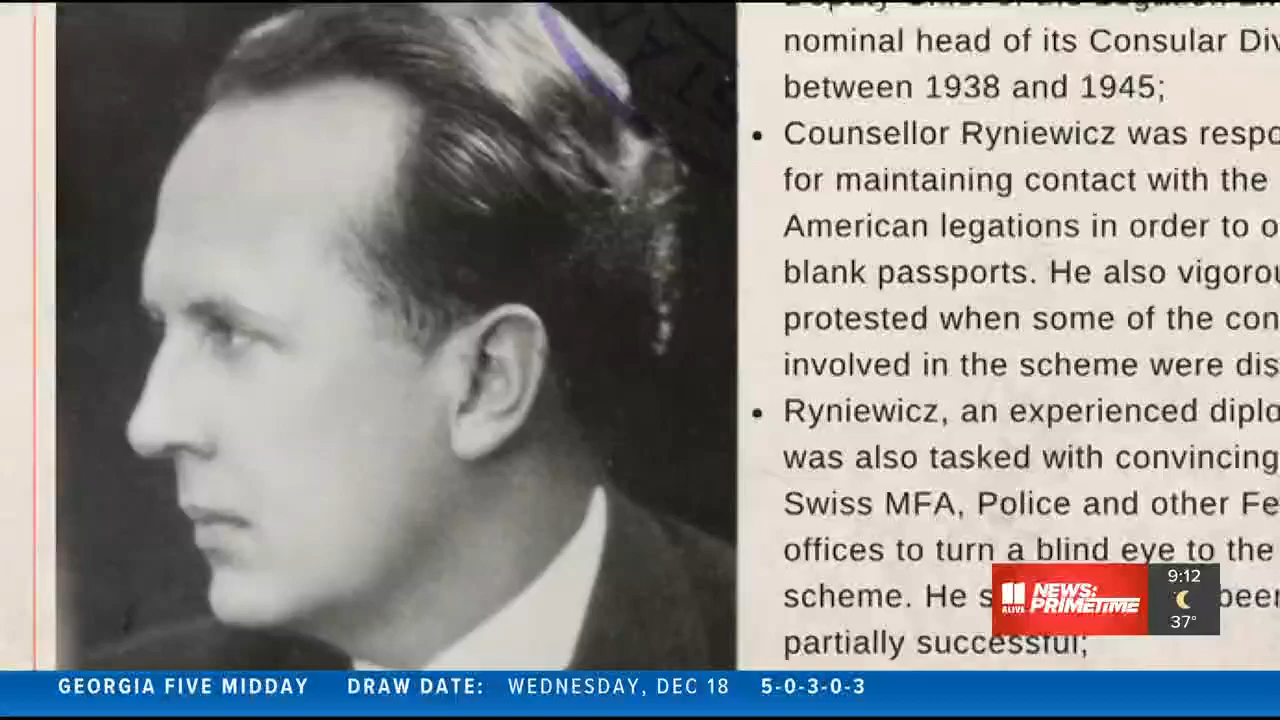 nominal head of its Consular Div
between 1938 and 1945;
• Counsellor Ryniewicz was respo
for maintaining contact with the
American legations in order to o
blank passports. He also vigorou
protested when some of the con
involved in the scheme were dis
• Ryniewicz, an experienced diplo
was also tasked with convincing
Swiss MFA, Police and other Fe
offices to turn a blind eye to the
scheme. He s been
partially successful;
11 ALIVE NEWS: PRIMETIME
9:12
37°
GEORGIA FIVE MIDDAY DRAW DATE: WEDNESDAY, DEC 18 5-0-3-0-3